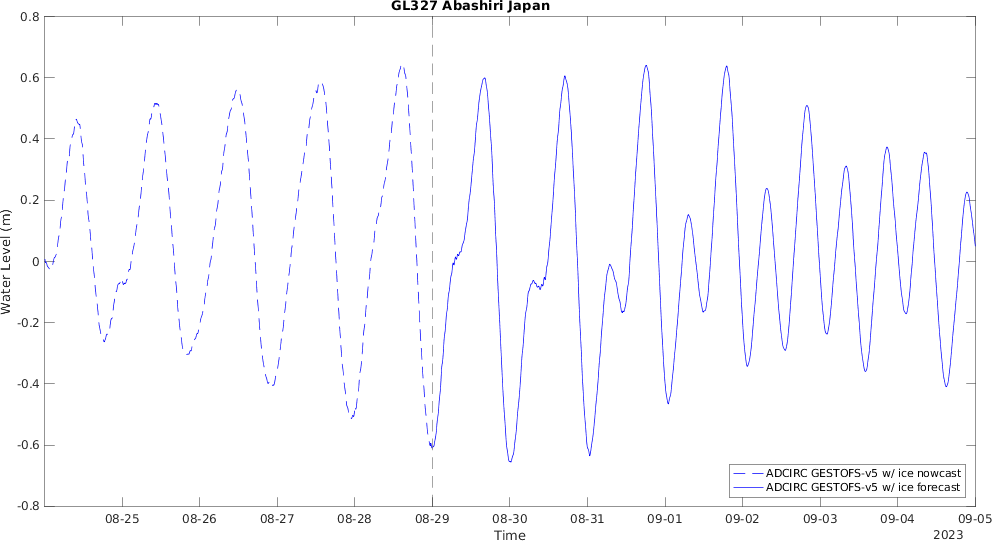 GL327 Abashiri Japan
0.8
0.6
0.4
0.2
0
-0.2
-0.4
-0.6
-0.8
Water Level (m)
ADCIRC GESTOFS-v5 w/ ice nowcast
ADCIRC GESTOFS-v5 w/ ice forecast
08-25 08-26 08-27 08-28 08-29 08-30 08-31 09-01 09-02 09-03 09-04 09-05
Time
2023